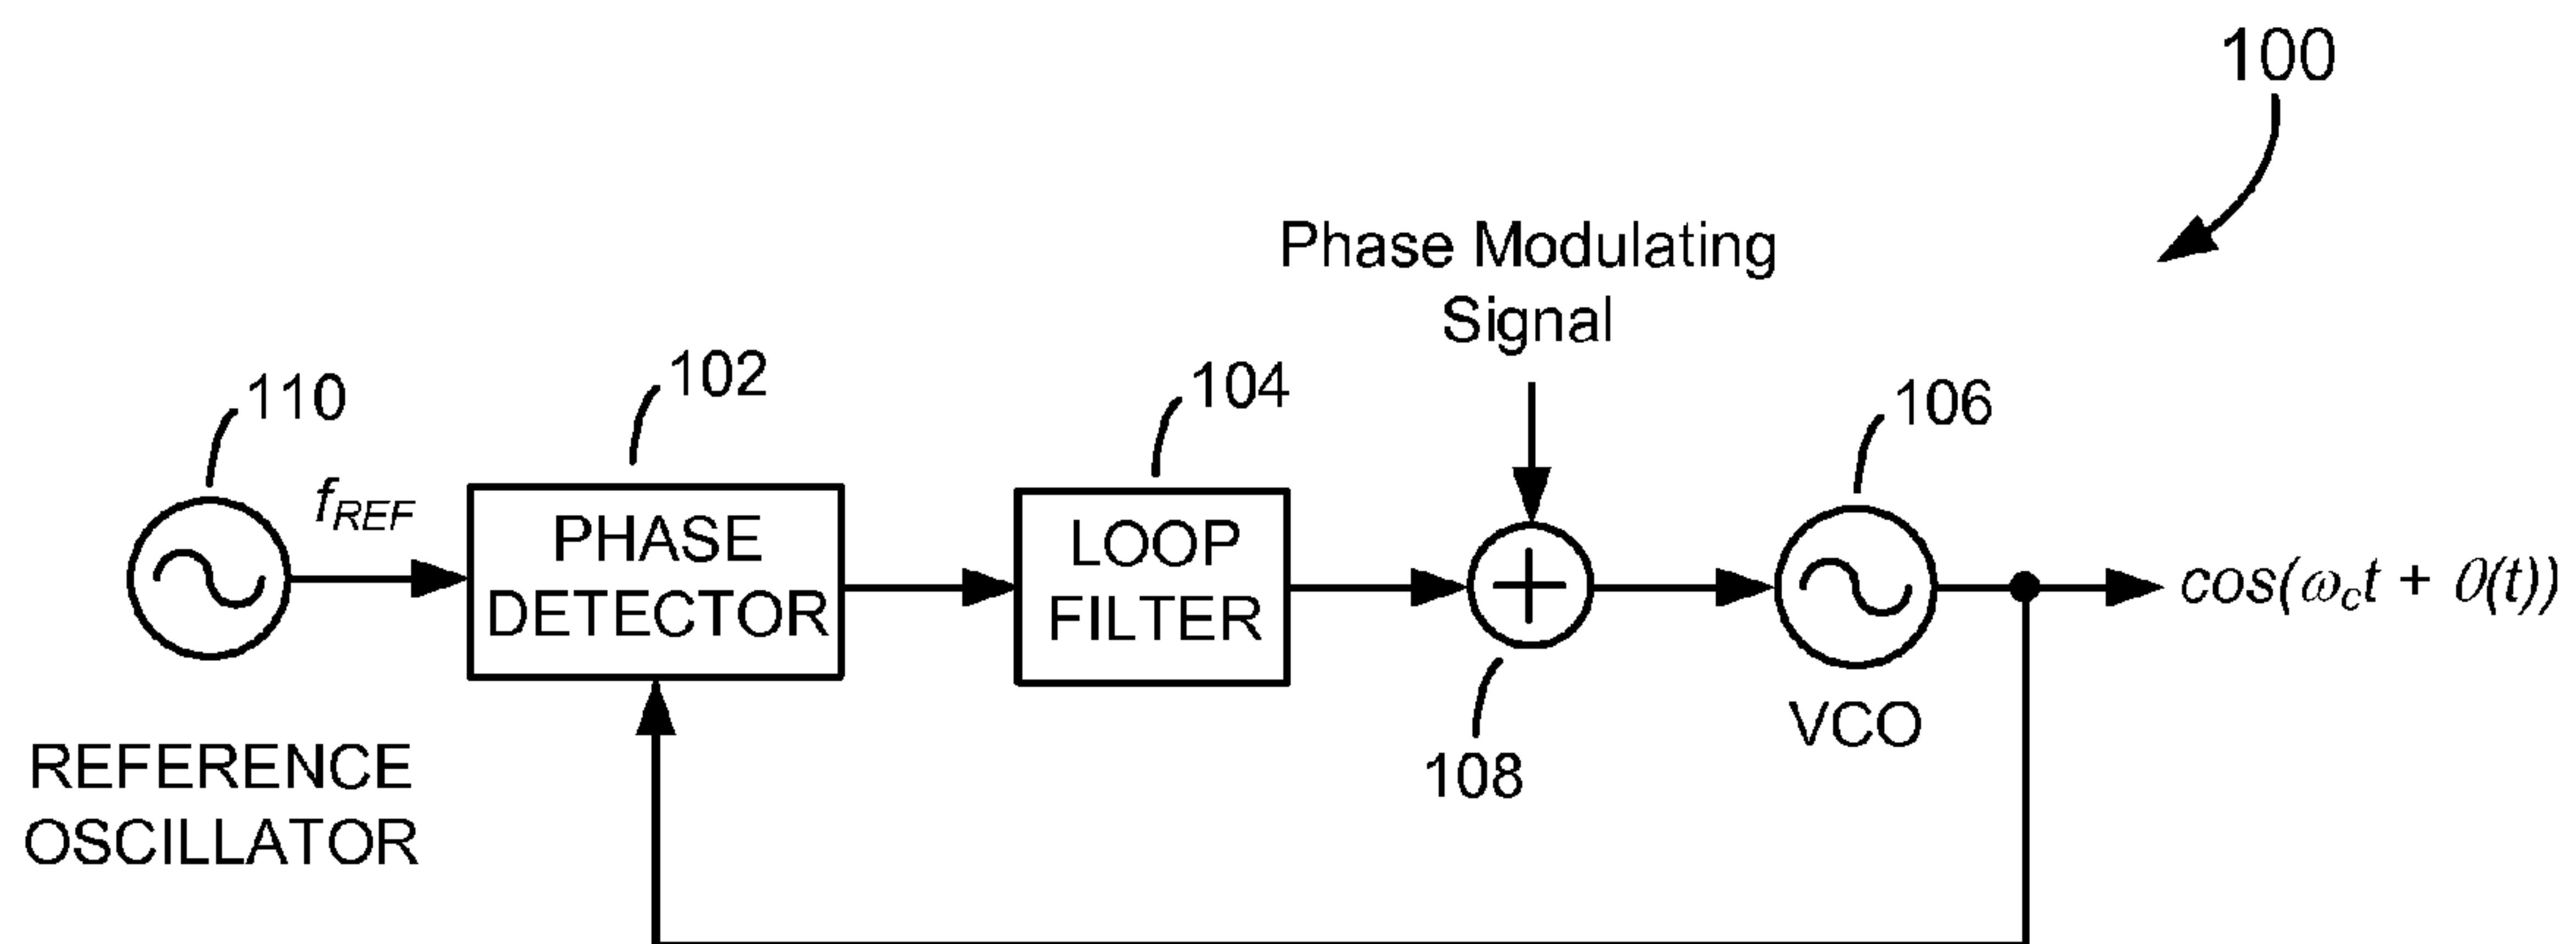 100
Phase Modulating
Signal
110
102
104
106
fREF
PHASE
DETECTOR
LOOP
FILTER
cos(ωct + θ(t))
VCO
108
REFERENCE
OSCILLATOR